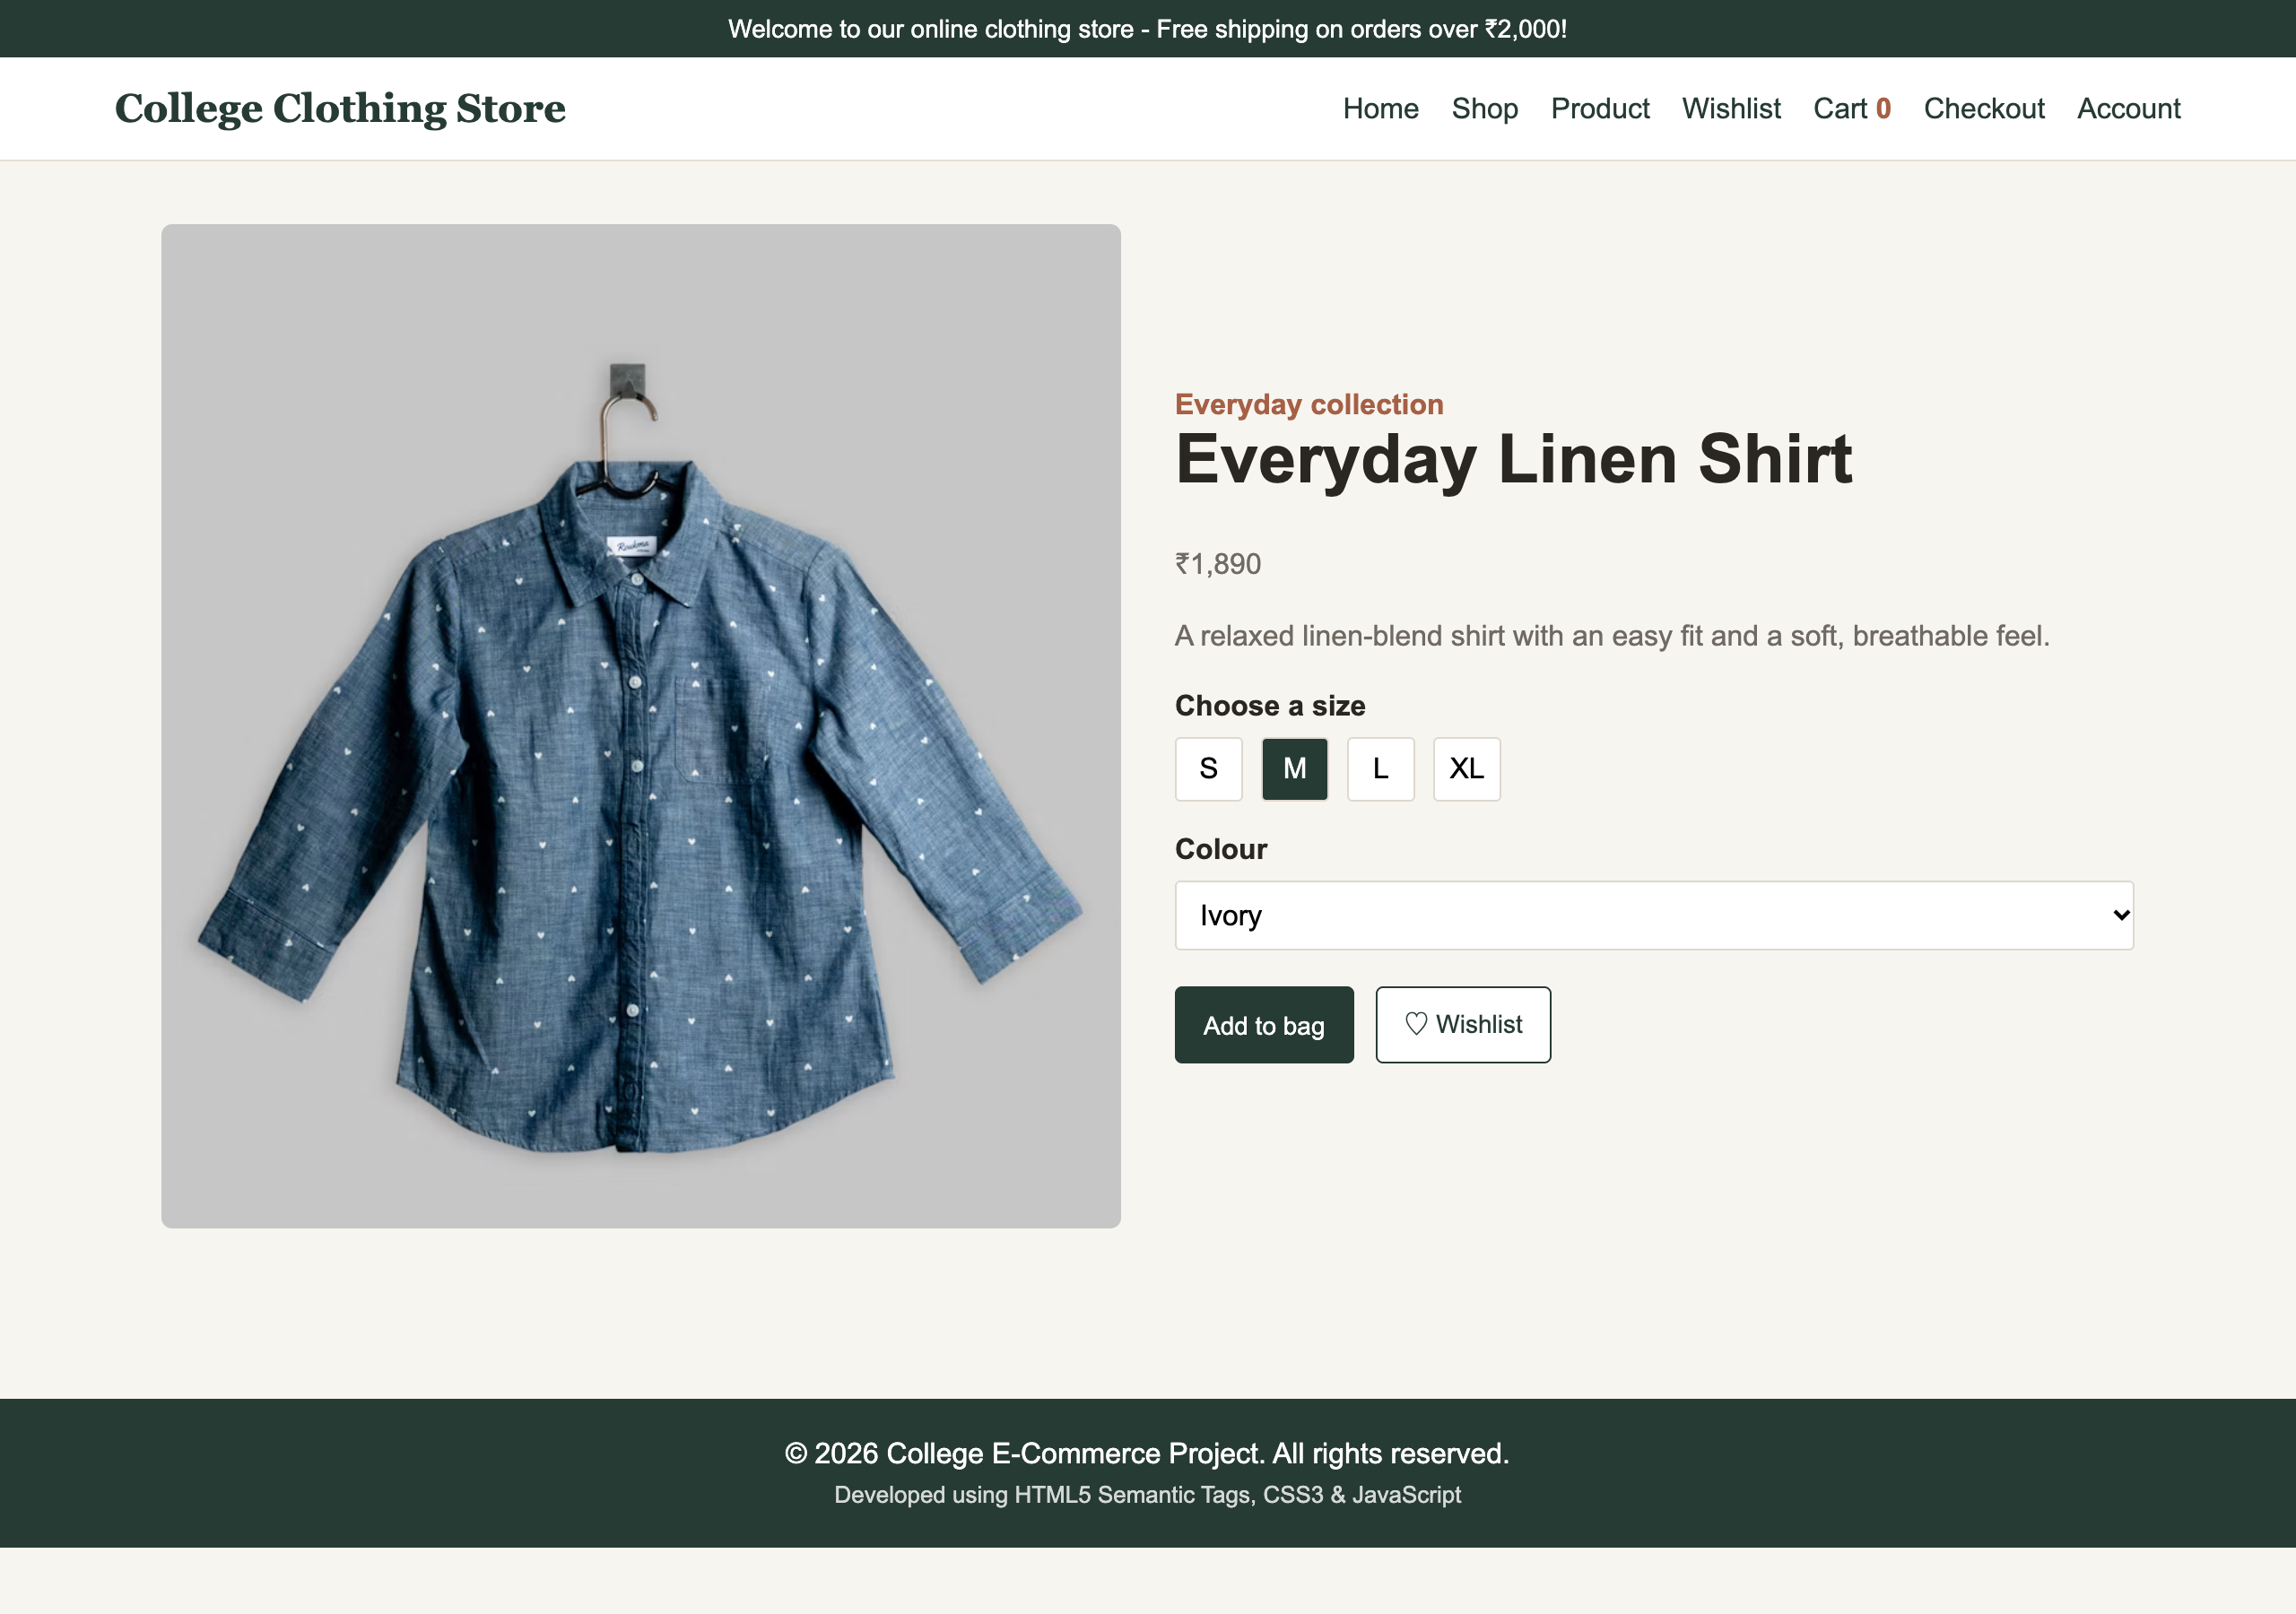 Welcome to our online clothing store - Free shipping on orders over ₹2,000!
College Clothing Store
Home Shop Product Wishlist Cart 0 Checkout Account
Everyday collection
Everyday Linen Shirt
₹1,890
A relaxed linen-blend shirt with an easy fit and a soft, breathable feel.
Choose a size
S M L XL
Colour
Ivory
Add to bag ♡ Wishlist
© 2026 College E-Commerce Project. All rights reserved.
Developed using HTML5 Semantic Tags, CSS3 & JavaScript